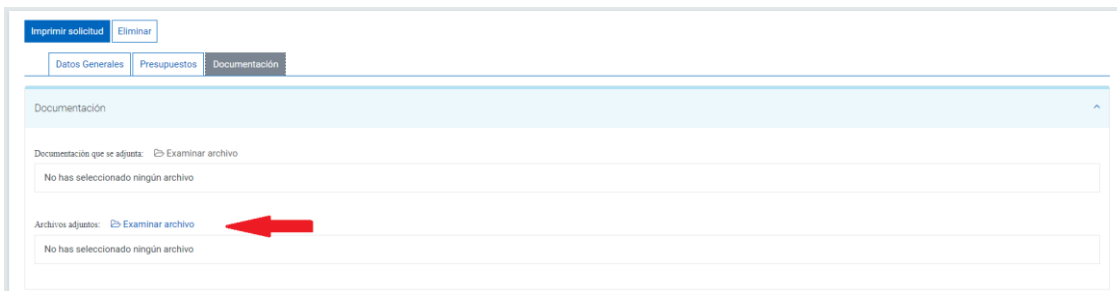 Imprimir solicitud Eliminar
Datos Generales Presupuestos Documentación
Documentación
Documentación que se adjunta: Examinar archivo
No has seleccionado ningún archivo
Archivos adjuntos: Examinar archivo
No has seleccionado ningún archivo